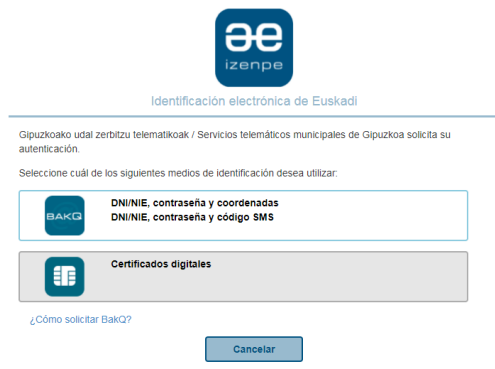 izenpe
Identificación electrónica de Euskadi
Gipuzkoako udal zerbitzu telematikoak / Servicios telemáticos municipales de Gipuzkoa solicita su
autenticación.
Seleccione cuál de los siguientes medios de identificación desea utilizar:
BAKQ
DNI/NIE, contraseña y coordenadas
DNI/NIE, contraseña y código SMS
Certificados digitales
¿Cómo solicitar BakQ?
Cancelar